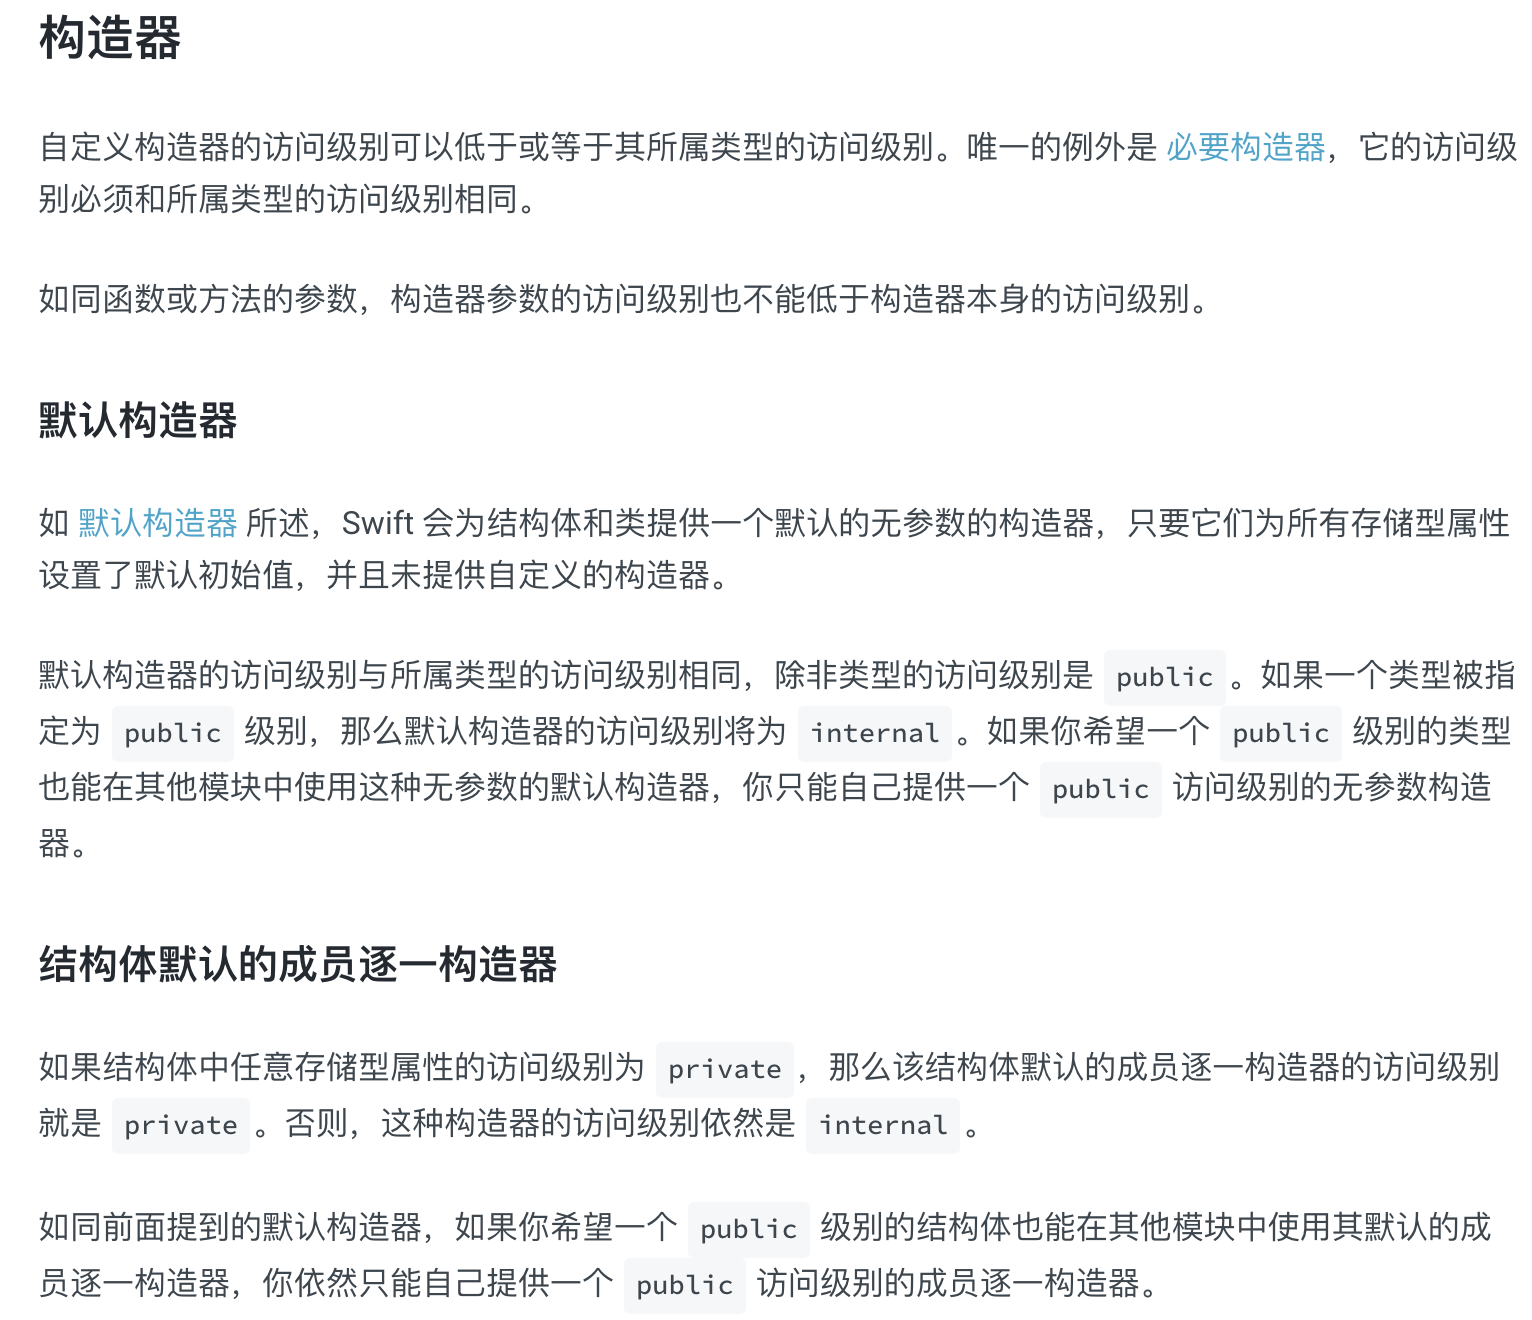 构造器
自定义构造器的访问级别可以低于或等于其所属类型的访问级别。唯一的例外是 必要构造器，它的访问级
别必须和所属类型的访问级别相同。
如同函数或方法的参数，构造器参数的访问级别也不能低于构造器本身的访问级别。
默认构造器
如 默认构造器 所述，Swift 会为结构体和类提供一个默认的无参数的构造器，只要它们为所有存储型属性
设置了默认初始值，并且未提供自定义的构造器。
默认构造器的访问级别与所属类型的访问级别相同，除非类型的访问级别是 public 。如果一个类型被指
定为 public 级别，那么默认构造器的访问级别将为 internal 。如果你希望一个 public 级别的类型
也能在其他模块中使用这种无参数的默认构造器，你只能自己提供一个 public 访问级别的无参数构造
器。
结构体默认的成员逐一构造器
如果结构体中任意存储型属性的访问级别为 private ，那么该结构体默认的成员逐一构造器的访问级别
就是 private 。否则，这种构造器的访问级别依然是 internal 。
如同前面提到的默认构造器，如果你希望一个 public 级别的结构体也能在其他模块中使用其默认的成
员逐一构造器，你依然只能自己提供一个 public 访问级别的成员逐一构造器。